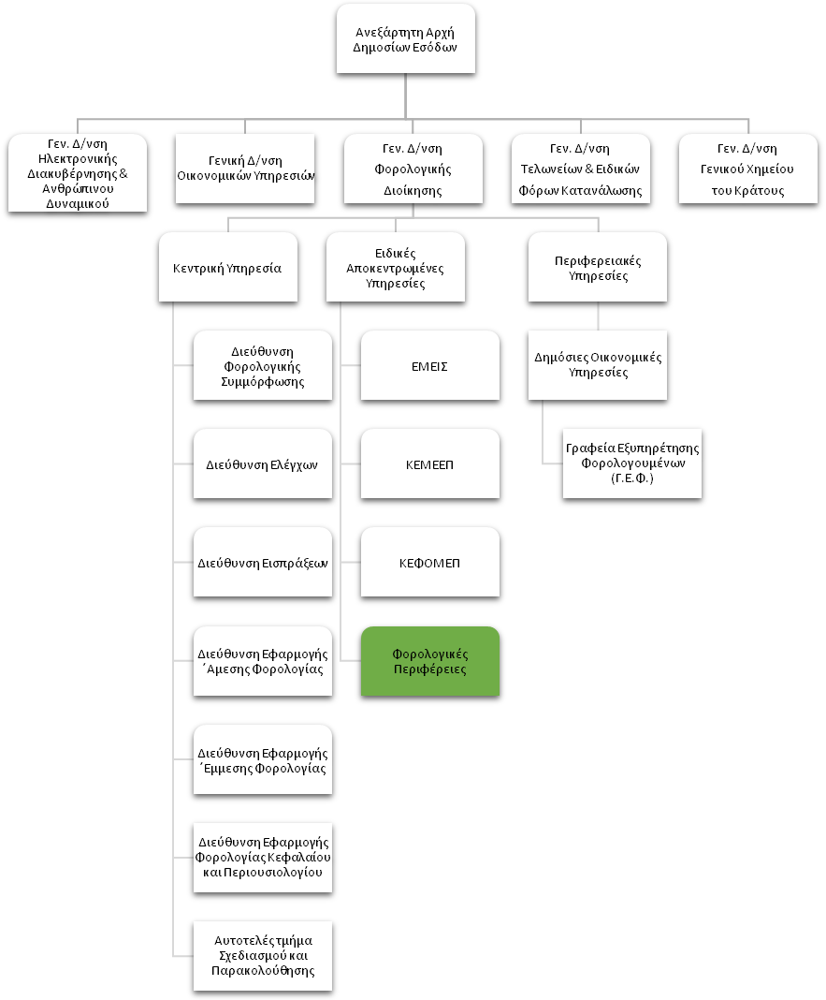 Ανεξάρτητη Αρχή
Δημοσίων Εσόδων
Γεν. Δ/νση
Ηλεκτρονικής
Διακυβέρνησης &
Ανθρώπινου
Δυναμικού
Γενική Δ/νση
Οικονομικών Υπηρεσιών
Γεν. Δ/νση
Φορολογικής
Διοίκησης
Γεν. Δ/νση
Τελωνείων & Ειδικών
Φόρων Κατανάλωσης
Γεν. Δ/νση
Γενικού Χημείου
του Κράτους
Κεντρική Υπηρεσία
Ειδικές
Αποκεντρωμένες
Υπηρεσίες
Περιφερειακές
Υπηρεσίες
Διεύθυνση
Φορολογικής
Συμμόρφωσης
ΕΜΕΙΣ
Δημόσιες Οικονομικές
Υπηρεσίες
Διεύθυνση Ελέγχων
ΚΕΜΕΕΠ
Γραφεία Εξυπηρέτησης
Φορολογουμένων
(Γ.Ε.Φ.)
Διεύθυνση Εισπράξεων
ΚΕΦΟΜΕΠ
Διεύθυνση Εφαρμογής
΄Αμεσης Φορολογίας
Φορολογικές
Περιφέρειες
Διεύθυνση Εφαρμογής
΄Εμμεσης Φορολογίας
Διεύθυνση Εφαρμογής
Φορολογίας Κεφαλαίου
και Περιουσιολογίου
Αυτοτελές τμήμα
Σχεδιασμού και
Παρακολούθησης